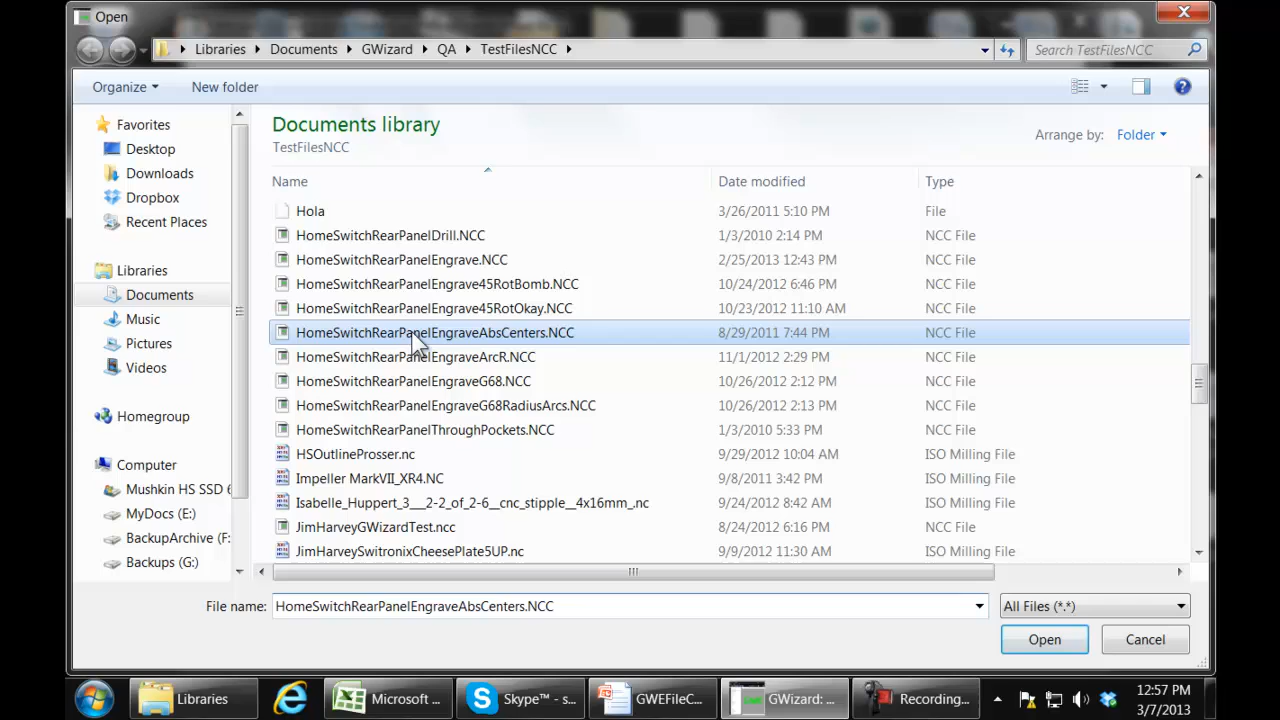 Open
Libraries Documents GWizard QA TestFilesNCC
Search TestFilesNCC
Organize New folder
Favorites
Desktop
Downloads
Dropbox
Recent Places
Libraries
Documents
Music
Pictures
Videos
Homegroup
Computer
Mushkin HS SSD 6
MyDocs (E:)
BackupArchive (F:
Backups (G:)
Documents library
TestFilesNCC
Arrange by: Folder
Name Date modified Type
Hola 3/26/2011 5:10 PM File
HomeSwitchRearPanelDrill.NCC 1/3/2010 2:14 PM NCC File
HomeSwitchRearPanelEngrave.NCC 2/25/2013 12:43 PM NCC File
HomeSwitchRearPanelEngrave45RotBomb.NCC 10/24/2012 6:46 PM NCC File
HomeSwitchRearPanelEngrave45RotOkay.NCC 10/23/2012 11:10 AM NCC File
HomeSwitchRearPanelEngraveAbsCenters.NCC 8/29/2011 7:44 PM NCC File
HomeSwitchRearPanelEngraveArcR.NCC 11/1/2012 2:29 PM NCC File
HomeSwitchRearPanelEngraveG68.NCC 10/26/2012 2:12 PM NCC File
HomeSwitchRearPanelEngraveG68RadiusArcs.NCC 10/26/2012 2:13 PM NCC File
HomeSwitchRearPanelThroughPockets.NCC 1/3/2010 5:33 PM NCC File
HSOutlineProsser.nc 9/29/2012 10:04 AM ISO Milling File
Impeller MarkVII_XR4.NC 9/8/2011 3:42 PM ISO Milling File
Isabelle_Huppert_3___2-2_of_2-6__cnc_stipple__4x16mm_.nc 9/24/2012 8:42 AM ISO Milling File
JimHarveyGWizardTest.ncc 8/24/2012 6:16 PM NCC File
JimHarveySwitronixCheesePlate5UP.nc 9/9/2012 11:30 AM ISO Milling File
File name: HomeSwitchRearPanelEngraveAbsCenters.NCC All Files (*.*)
Open Cancel
Libraries Microsoft ... Skype™ - s... GWEFileC... GWizard: ... Recording... 12:57 PM
3/7/2013